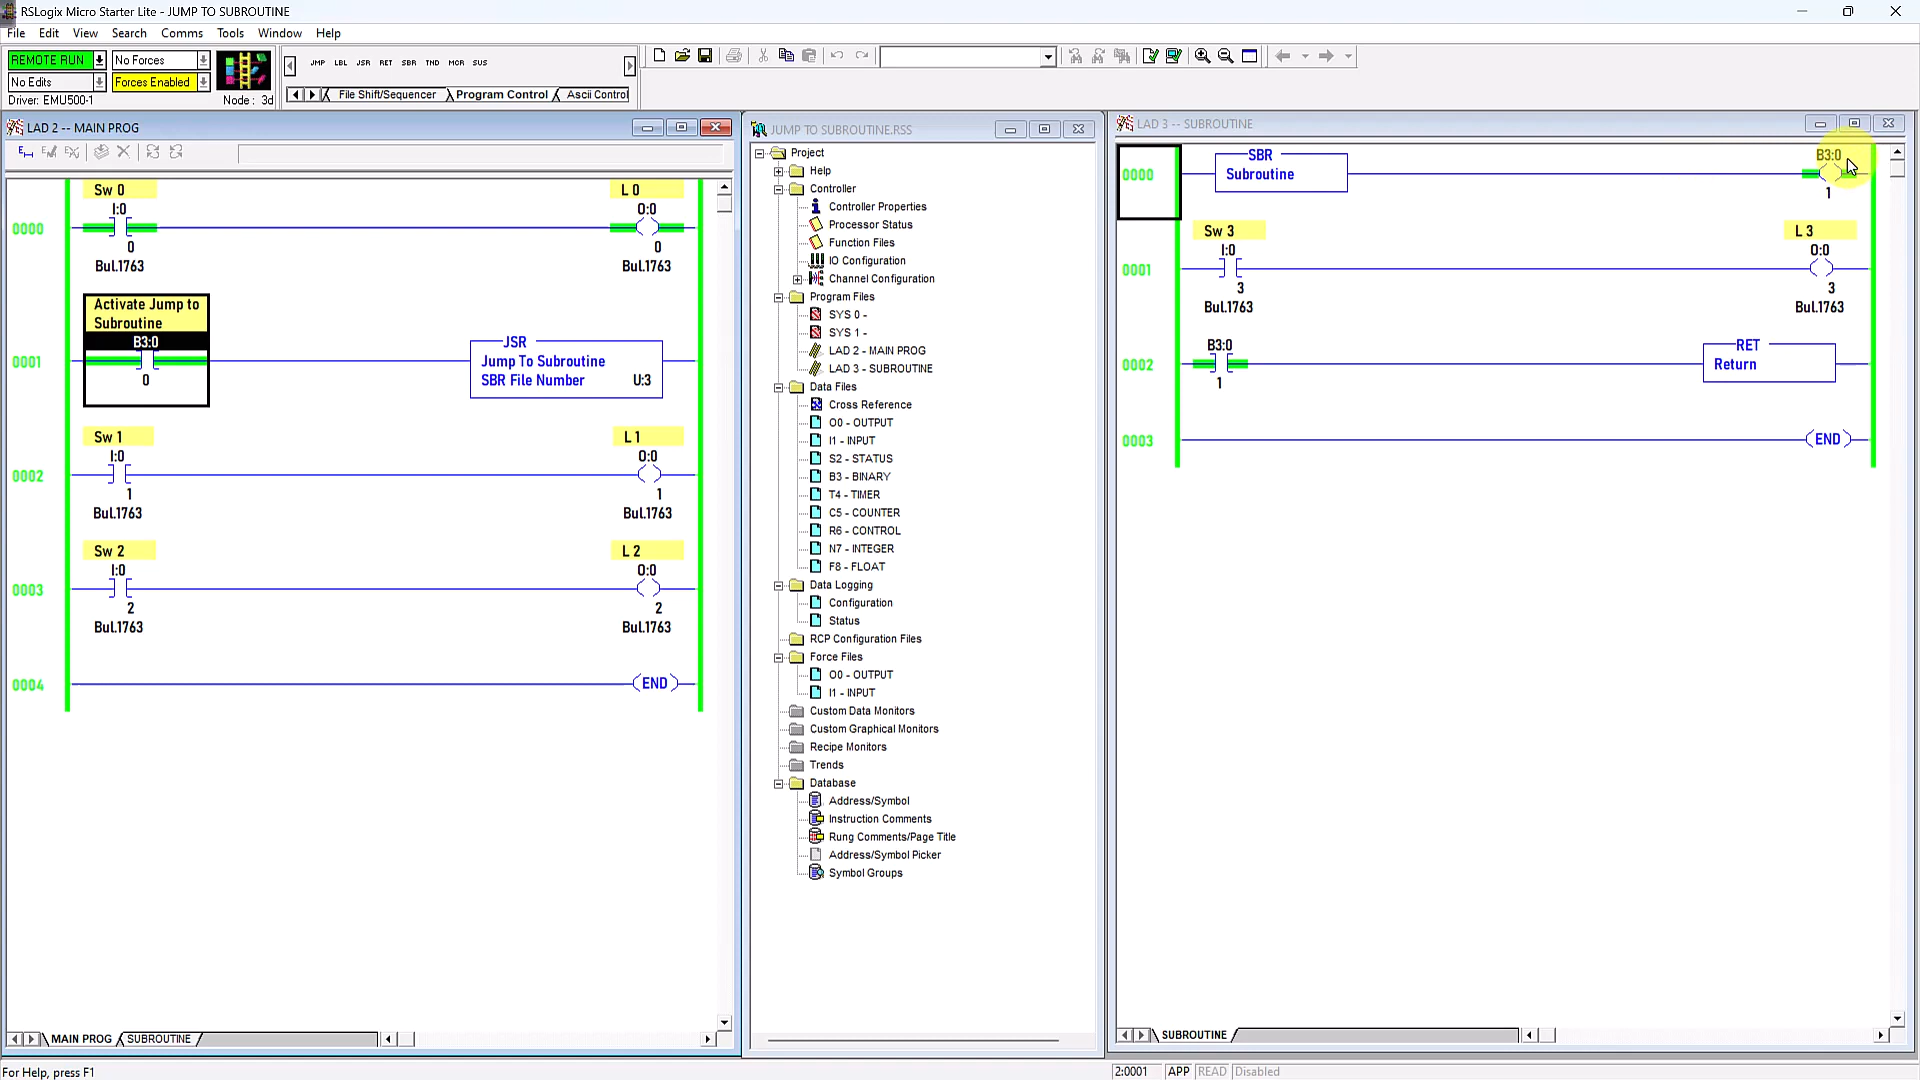 RSLogix Micro Starter Lite - JUMP TO SUBROUTINE
File Edit View Search Comms Tools Window Help
REMOTE RUN No Forces
No Edits Forces Enabled
Driver: EMU500-1 Node : 3d
JMP LBL JSR RET SBR TND MCR SUS
File Shift/Sequencer Program Control Ascii Control
LAD 2 -- MAIN PROG
Sw 0 L 0
I:0 O:0
0000
0 0
Bul.1763 Bul.1763
Activate Jump to
Subroutine
B3:0
0001
0
JSR
Jump To Subroutine
SBR File Number U:3
Sw 1 L 1
I:0 O:0
0002
1 1
Bul.1763 Bul.1763
Sw 2 L 2
I:0 O:0
0003
2 2
Bul.1763 Bul.1763
0004 END
MAIN PROG SUBROUTINE
JUMP TO SUBROUTINE.RSS
Project
Help
Controller
Controller Properties
Processor Status
Function Files
IO Configuration
Channel Configuration
Program Files
SYS 0 -
SYS 1 -
LAD 2 - MAIN PROG
LAD 3 - SUBROUTINE
Data Files
Cross Reference
O0 - OUTPUT
I1 - INPUT
S2 - STATUS
B3 - BINARY
T4 - TIMER
C5 - COUNTER
R6 - CONTROL
N7 - INTEGER
F8 - FLOAT
Data Logging
Configuration
Status
RCP Configuration Files
Force Files
O0 - OUTPUT
I1 - INPUT
Custom Data Monitors
Custom Graphical Monitors
Recipe Monitors
Trends
Database
Address/Symbol
Instruction Comments
Rung Comments/Page Title
Address/Symbol Picker
Symbol Groups
LAD 3 -- SUBROUTINE
SBR B3:0
0000 Subroutine
1
Sw 3 L 3
I:0 O:0
0001
3 3
Bul.1763 Bul.1763
B3:0 RET
0002 Return
1
0003 END
SUBROUTINE
For Help, press F1
2:0001 APP READ Disabled